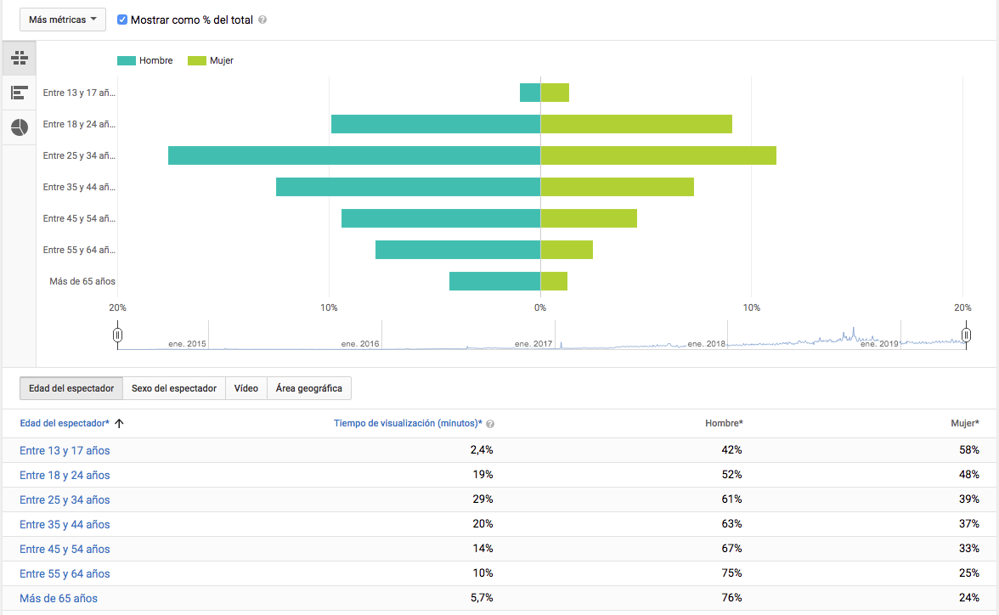 Más métricas Mostrar como % del total ?
Hombre Mujer
Entre 13 y 17 añ...
Entre 18 y 24 añ...
Entre 25 y 34 añ...
Entre 35 y 44 añ...
Entre 45 y 54 añ...
Entre 55 y 64 añ...
Más de 65 años
20% 10% 0% 10% 20%
ene. 2015 ene. 2016 ene. 2017 ene. 2018 ene. 2019
Edad del espectador Sexo del espectador Vídeo Área geográfica
Edad del espectador* Tiempo de visualización (minutos)* ? Hombre* Mujer*
Entre 13 y 17 años 2,4% 42% 58%
Entre 18 y 24 años 19% 52% 48%
Entre 25 y 34 años 29% 61% 39%
Entre 35 y 44 años 20% 63% 37%
Entre 45 y 54 años 14% 67% 33%
Entre 55 y 64 años 10% 75% 25%
Más de 65 años 5,7% 76% 24%